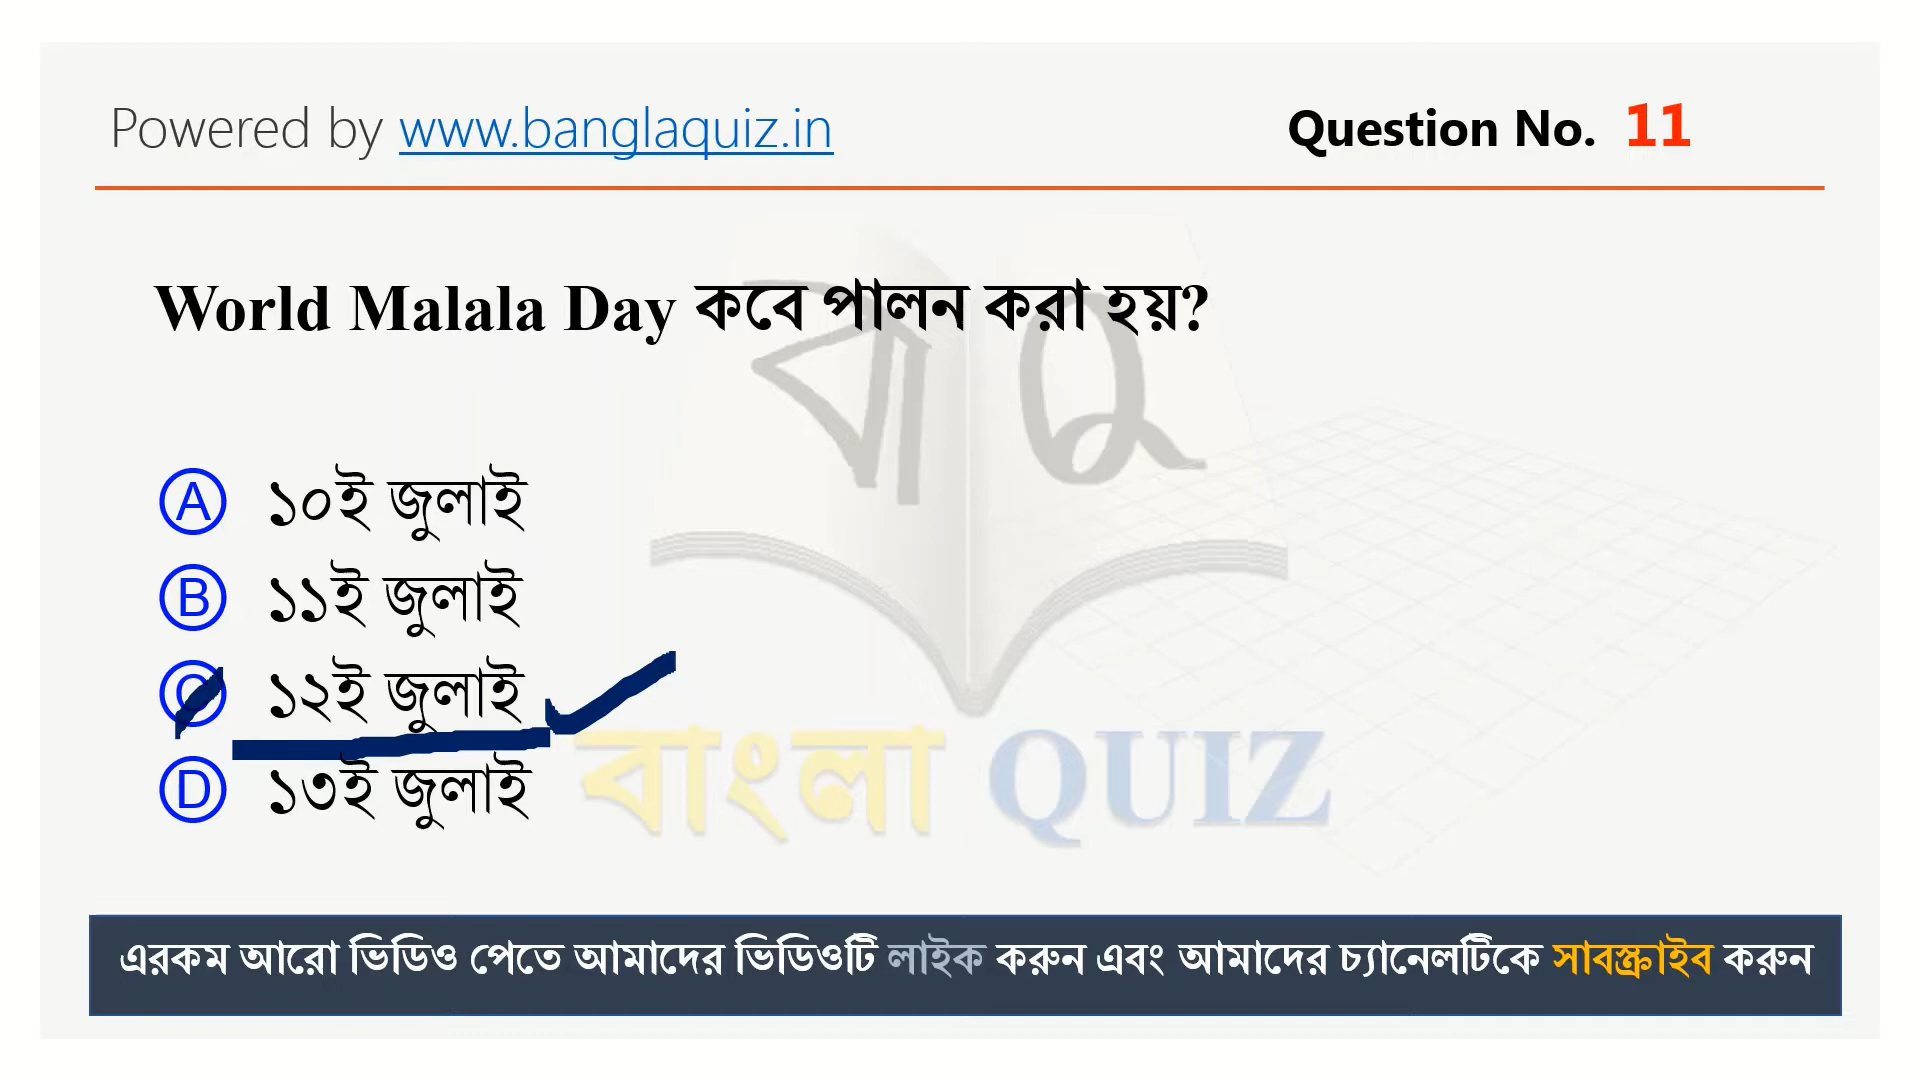 Powered by www.banglaquiz.in
Question No. 11
World Malala Day কবে পালন করা হয়?
বা Q
A ১০ই জুলাই
B ১১ই জুলাই
C ১২ই জুলাই
D ১৩ই জুলাই
বাংলা QUIZ
এরকম আরো ভিডিও পেতে আমাদের ভিডিওটি লাইক করুন এবং আমাদের চ্যানেলটিকে সাবস্ক্রাইব করুন